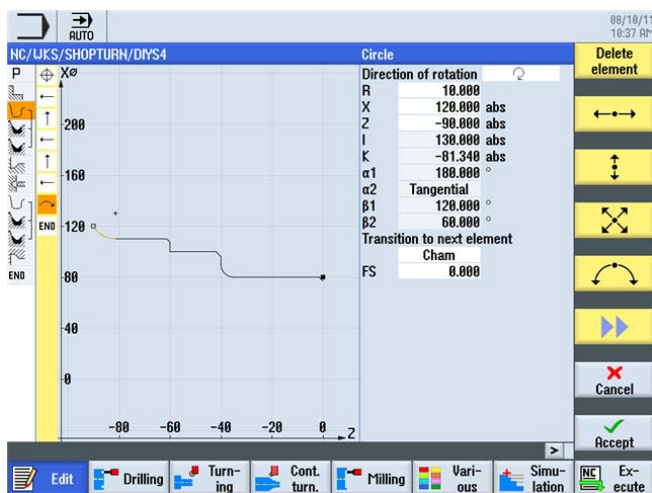 AUTO
08/10/11
10:37 AM
NC/WKS/SHOPTURN/DIYS4
Circle
Delete element
P
XØ
Direction of rotation
R 10.000
X 120.000 abs
Z -90.000 abs
I 130.000 abs
K -81.340 abs
α1 180.000 °
α2 Tangential
β1 120.000 °
β2 60.000 °
Transition to next element
Cham
FS 0.000
200
160
120
80
40
0
-80 -60 -40 -20 0 Z
END
END
Cancel
Accept
>
Edit
Drilling
Turn-
ing
Cont.
turn.
Milling
Vari-
ous
Simu-
lation
NC Ex-
ecute